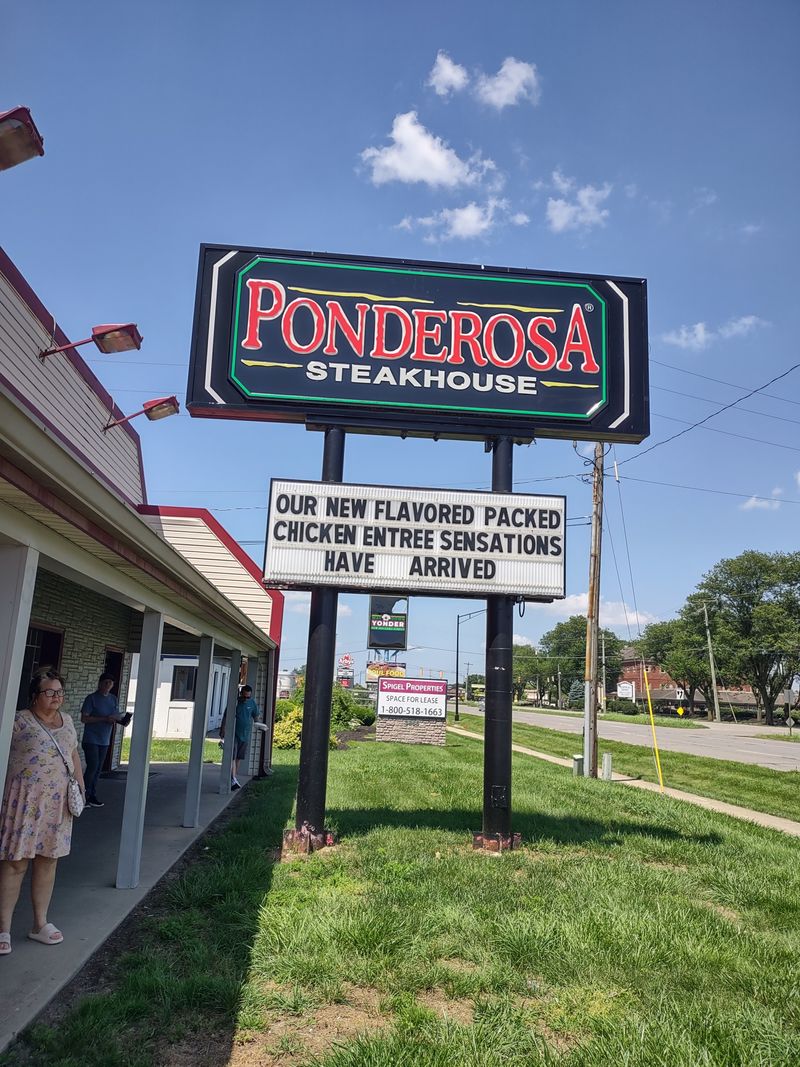 PONDEROSA®
STEAKHOUSE
OUR NEW FLAVORED PACKED
CHICKEN ENTREE SENSATIONS
HAVE ARRIVED
YONDER
SPIGEL PROPERTIES
SPACE FOR LEASE
1-800-518-1663